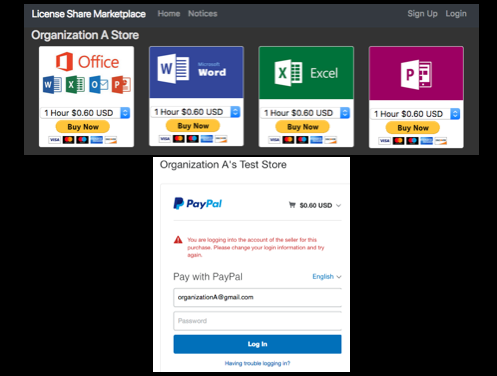 License Share Marketplace Home Notices Sign Up Login
Organization A Store
Office
Microsoft
Word
Excel
1 Hour $0.60 USD 1 Hour $0.60 USD 1 Hour $0.60 USD 1 Hour $0.60 USD
Buy Now Buy Now Buy Now Buy Now
Organization A's Test Store
PayPal $0.60 USD
You are logging into the account of the seller for this
purchase. Please change your login information and try
again.
Pay with PayPal English
organizationA@gmail.com
Password
Log In
Having trouble logging in?